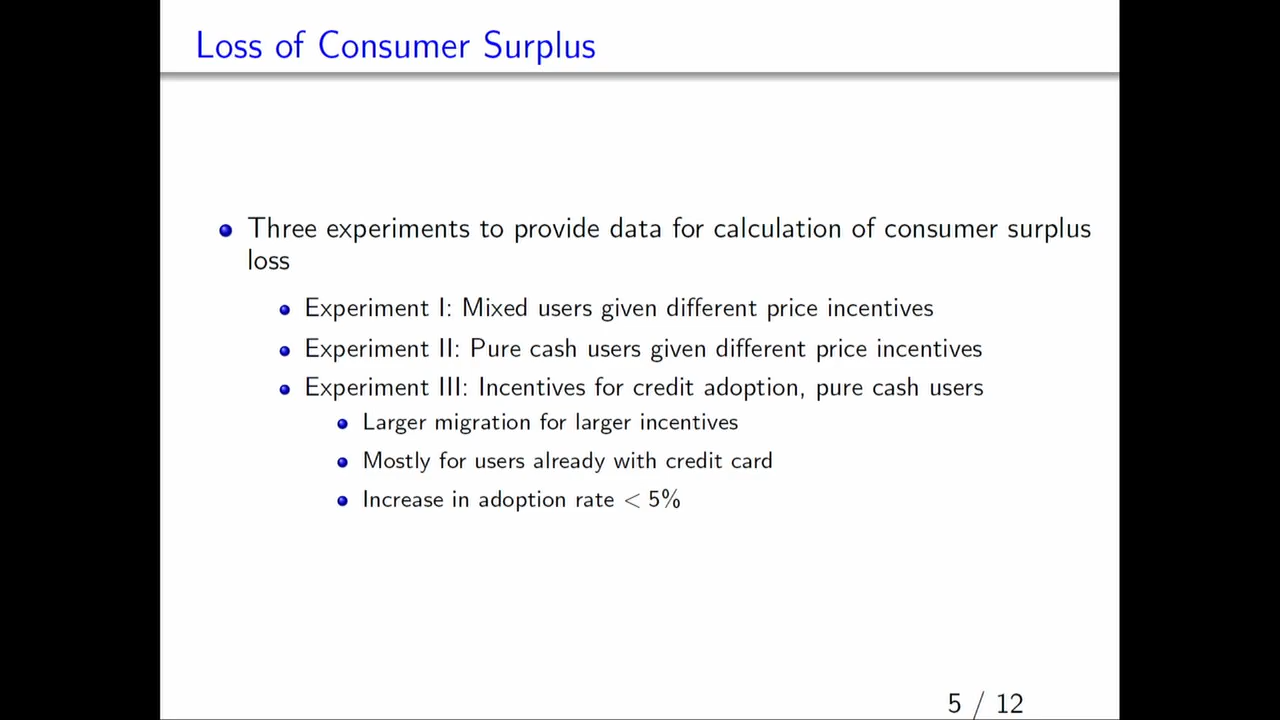 Loss of Consumer Surplus
Three experiments to provide data for calculation of consumer surplus
loss
Experiment I: Mixed users given different price incentives
Experiment II: Pure cash users given different price incentives
Experiment III: Incentives for credit adoption, pure cash users
Larger migration for larger incentives
Mostly for users already with credit card
Increase in adoption rate < 5%
5 / 12